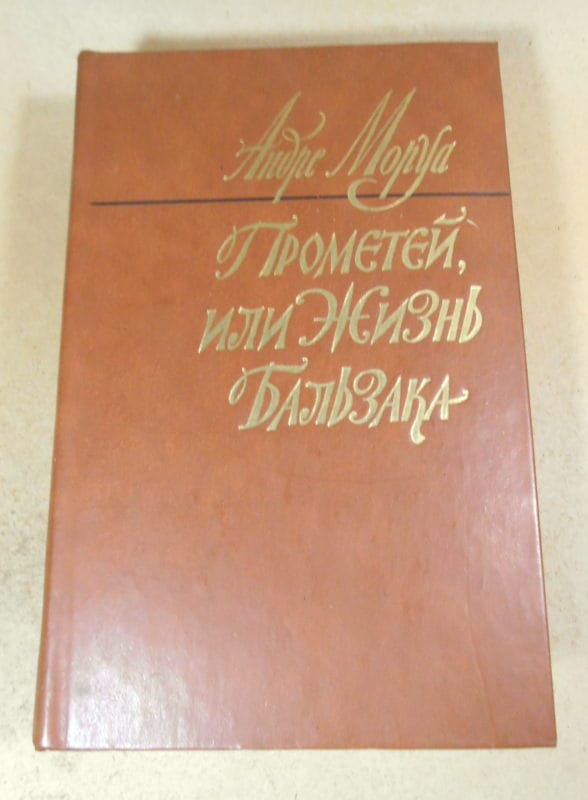 Андре Моруа
Прометей,
или Жизнь
Бальзака